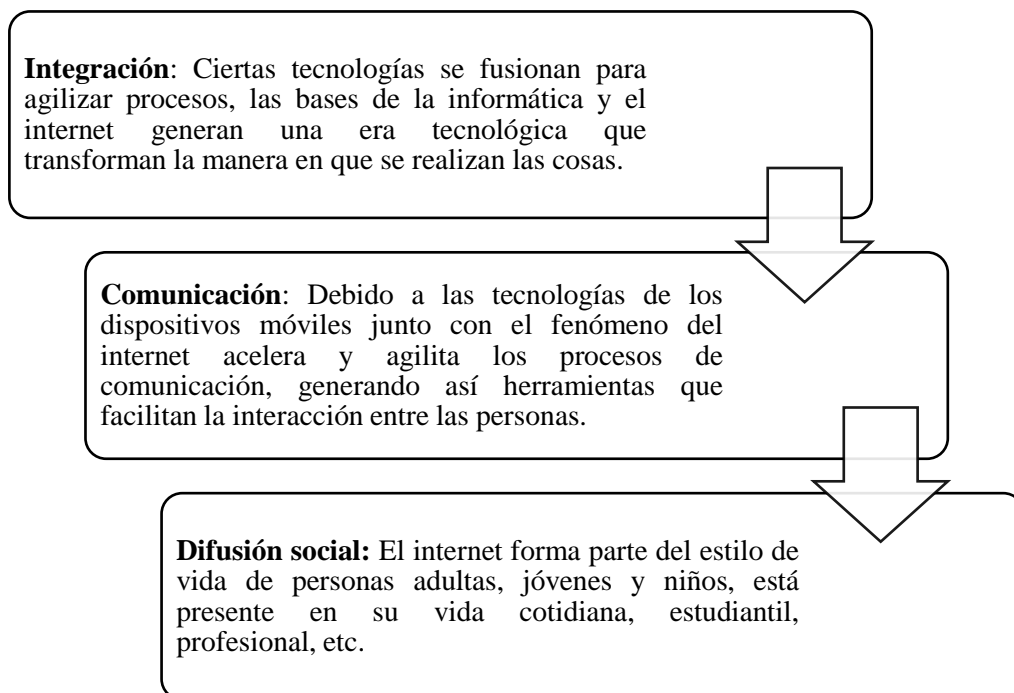 Integración: Ciertas tecnologías se fusionan para
agilizar procesos, las bases de la informática y el
internet generan una era tecnológica que
transforman la manera en que se realizan las cosas.
Comunicación: Debido a las tecnologías de los
dispositivos móviles junto con el fenómeno del
internet acelera y agilita los procesos de
comunicación, generando así herramientas que
facilitan la interacción entre las personas.
Difusión social: El internet forma parte del estilo de
vida de personas adultas, jóvenes y niños, está
presente en su vida cotidiana, estudiantil,
profesional, etc.